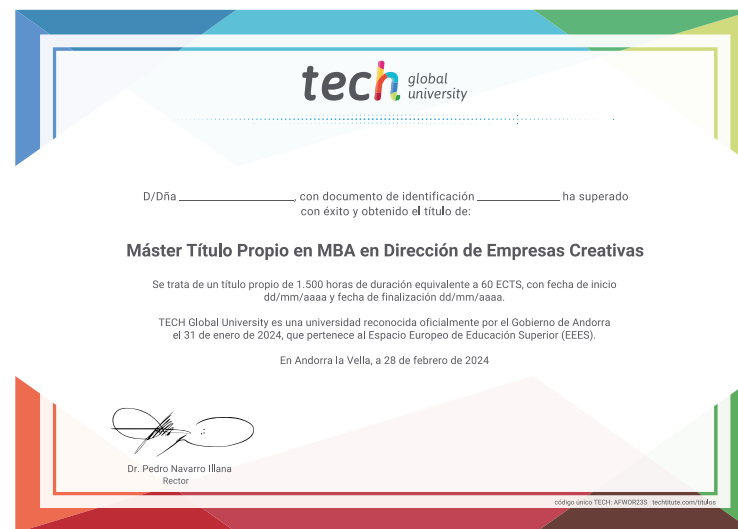 tech global university
D/Dña ____________________, con documento de identificación ______________ ha superado
con éxito y obtenido el título de:
Máster Título Propio en MBA en Dirección de Empresas Creativas
Se trata de un título propio de 1.500 horas de duración equivalente a 60 ECTS, con fecha de inicio
dd/mm/aaaa y fecha de finalización dd/mm/aaaa.
TECH Global University es una universidad reconocida oficialmente por el Gobierno de Andorra
el 31 de enero de 2024, que pertenece al Espacio Europeo de Educación Superior (EEES).
En Andorra la Vella, a 28 de febrero de 2024
Dr. Pedro Navarro Illana
Rector
código único TECH: AFWOR23S techtitute.com/titulos